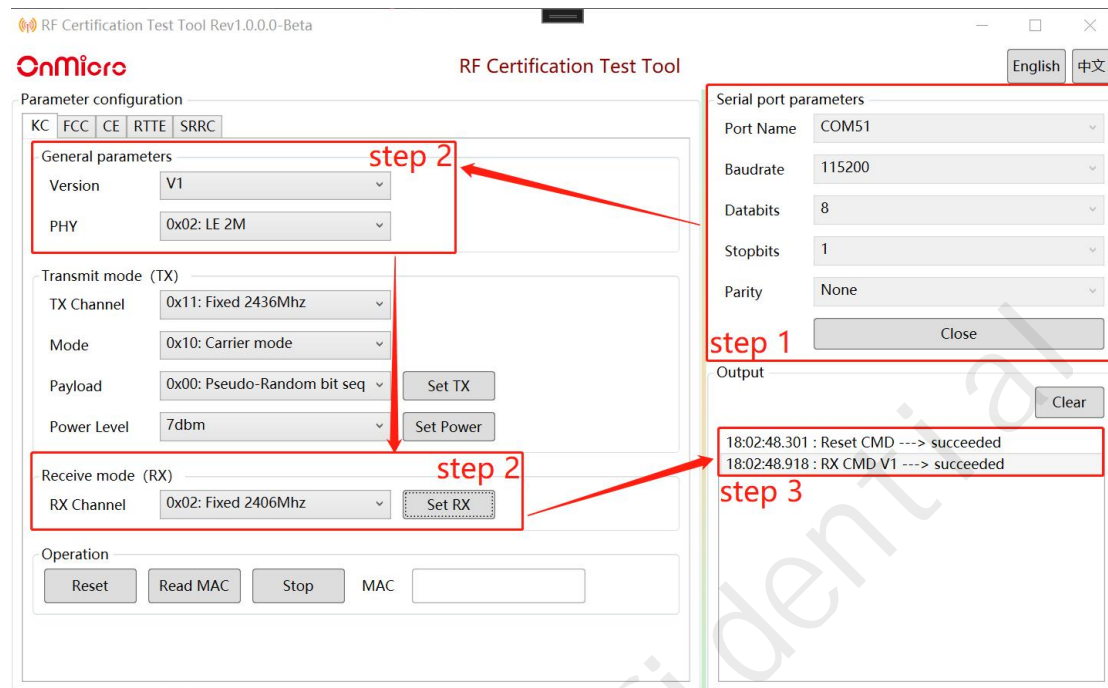 RF Certification Test Tool Rev1.0.0.0-Beta
OnMicro
RF Certification Test Tool
English
中文
Parameter configuration
KC
FCC
CE
RTTE
SRRC
General parameters
step 2
Version
V1
PHY
0x02: LE 2M
Transmit mode (TX)
TX Channel
0x11: Fixed 2436Mhz
Mode
0x10: Carrier mode
Payload
0x00: Pseudo-Random bit seq
Set TX
Power Level
7dbm
Set Power
Receive mode (RX)
step 2
RX Channel
0x02: Fixed 2406Mhz
Set RX
Operation
Reset
Read MAC
Stop
MAC
Serial port parameters
Port Name
COM51
Baudrate
115200
Databits
8
Stopbits
1
Parity
None
step 1
Close
Output
Clear
18:02:48.301 : Reset CMD ---> succeeded
18:02:48.918 : RX CMD V1 ---> succeeded
step 3